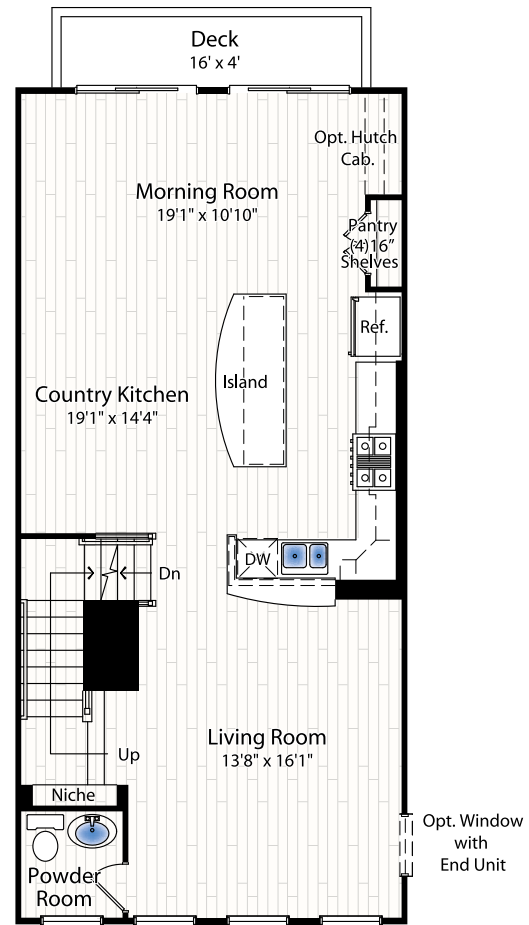 Deck
16' x 4'
Opt. Hutch
Cab.
Morning Room
19'1" x 10'10"
Pantry
(4)16"
Shelves
Ref.
Island
Country Kitchen
19'1" x 14'4"
DW
Dn
Living Room
13'8" x 16'1"
Up
Niche
Opt. Window
with
End Unit
Powder
Room